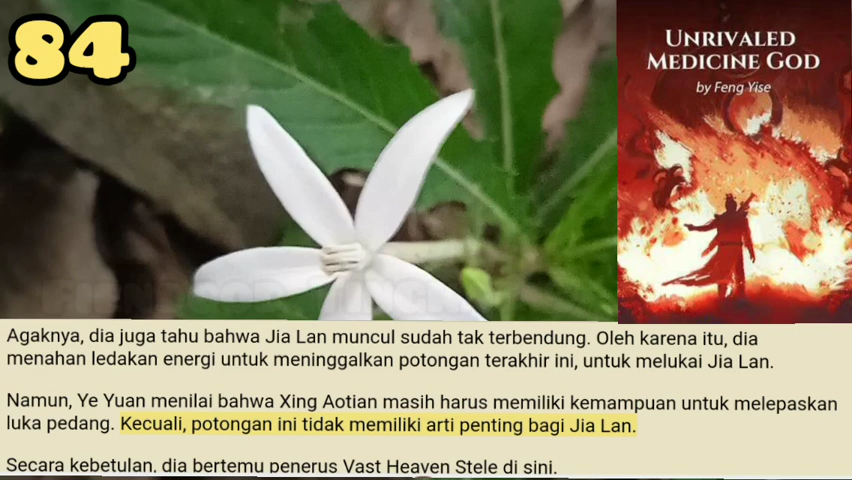 84
UNRIVALED
MEDICINE GOD
by Feng Yise
Agaknya, dia juga tahu bahwa Jia Lan muncul sudah tak terbendung. Oleh karena itu, dia
menahan ledakan energi untuk meninggalkan potongan terakhir ini, untuk melukai Jia Lan.
Namun, Ye Yuan menilai bahwa Xing Aotian masih harus memiliki kemampuan untuk melepaskan
luka pedang. Kecuali, potongan ini tidak memiliki arti penting bagi Jia Lan.
Secara kebetulan, dia bertemu penerus Vast Heaven Stele di sini.